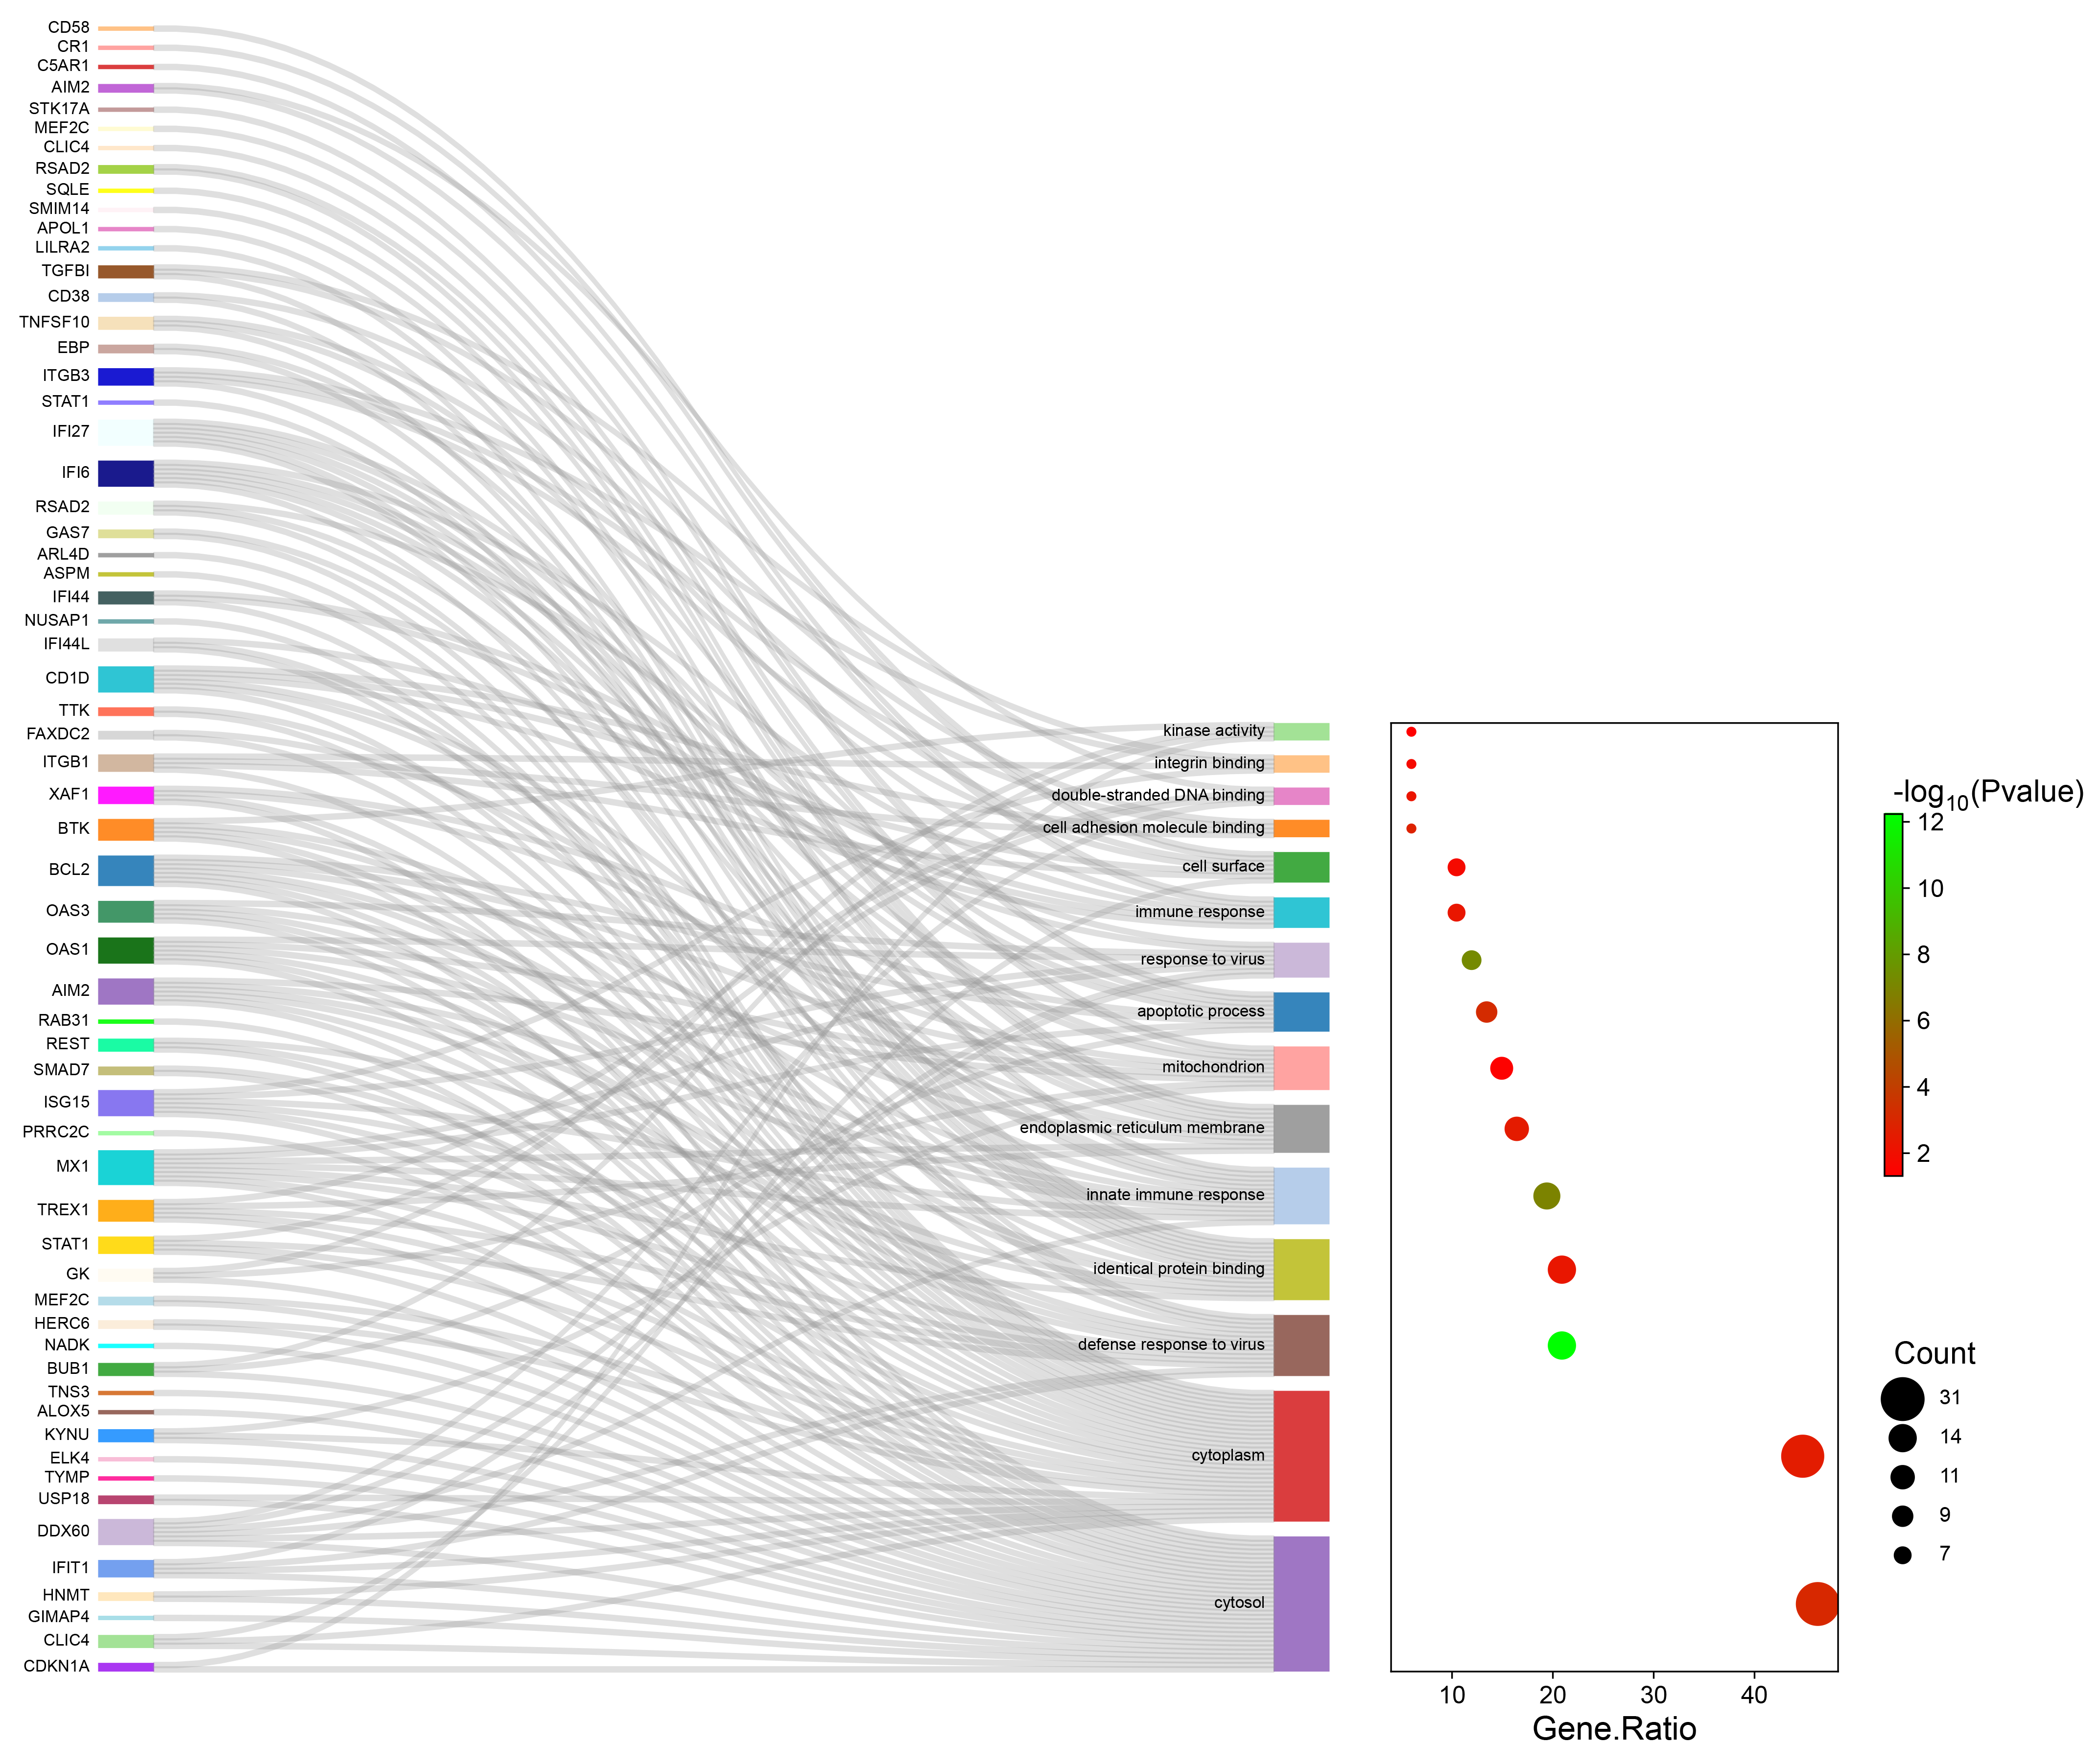 CD58
CR1
C5AR1
AIM2
STK17A
MEF2C
CLIC4
RSAD2
SQLE
SMIM14
APOL1
LILRA2
TGFBI
CD38
TNFSF10
EBP
ITGB3
STAT1
IFI27
IFI6
RSAD2
GAS7
ARL4D
ASPM
IFI44
NUSAP1
IFI44L
CD1D
TTK
FAXDC2
ITGB1
XAF1
BTK
BCL2
OAS3
OAS1
AIM2
RAB31
REST
SMAD7
ISG15
PRRC2C
MX1
TREX1
STAT1
GK
MEF2C
HERC6
NADK
BUB1
TNS3
ALOX5
KYNU
ELK4
TYMP
USP18
DDX60
IFIT1
HNMT
GIMAP4
CLIC4
CDKN1A
kinase activity
integrin binding
double-stranded DNA binding
cell adhesion molecule binding
cell surface
immune response
response to virus
apoptotic process
mitochondrion
endoplasmic reticulum membrane
innate immune response
identical protein binding
defense response to virus
cytoplasm
cytosol
10 20 30 40
Gene.Ratio
-log10(Pvalue)
12
10
8
6
4
2
Count
31
14
11
9
7